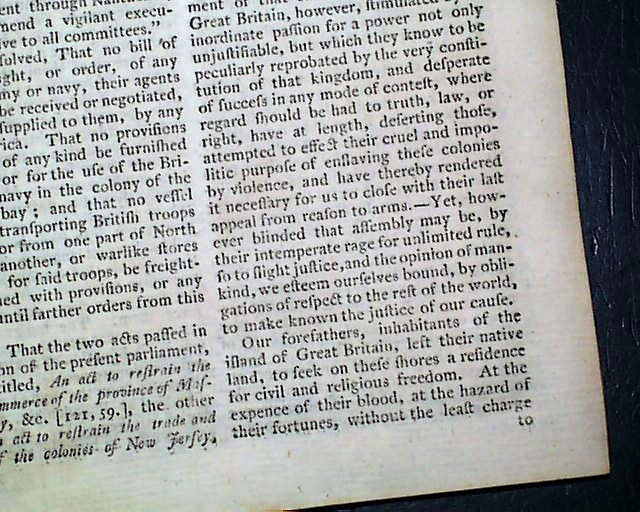 ent through
mend a vigilant execu-
ive to all committees."
solved, That no bill of
ght, or order, of any
my or navy, their agents
be received or negotiated,
supplied to them, by any
rica. That no provisions
of any kind be furnished
or for the use of the Bri-
navy in the colony of the
bay; and that no veſſel
tranſporting Britiſh troops
or from one part of North
another, or warlike ſtores
for ſaid troops, be freight-
ned with proviſions, or any
until farther orders from this
That the two acts paſſed in
on of the preſent parliament,
titled, An act to reſtrain the
mmerce of the province of Maſ-
y, &c. [121, 59.], the other
act to reſtrain the trade and
f the colonies of New Jerſey,
ment of that
Great Britain, however, ſtimulated by
inordinate paſſion for a power not only
unjuſtifiable, but which they know to be
peculiarly reprobated by the very conſti-
tution of that kingdom, and deſperate
of ſucceſs in any mode of conteſt, where
regard ſhould be had to truth, law, or
right, have at length, deſerting thoſe,
attempted to effect their cruel and impo-
litic purpoſe of enſlaving theſe colonies
by violence, and have thereby rendered
it neceſſary for us to cloſe with their laſt
appeal from reaſon to arms.—Yet, how-
ever blinded that aſſembly may be, by
their intemperate rage for unlimited rule,
ſo to ſlight juſtice, and the opinion of man-
kind, we eſteem ourſelves bound, by obli-
gations of reſpect to the reſt of the world,
to make known the juſtice of our cauſe.
Our forefathers, inhabitants of the
iſland of Great Britain, left their native
land, to ſeek on theſe ſhores a reſidence
for civil and religious freedom. At the
expence of their blood, at the hazard of
their fortunes, without the leaſt charge
to